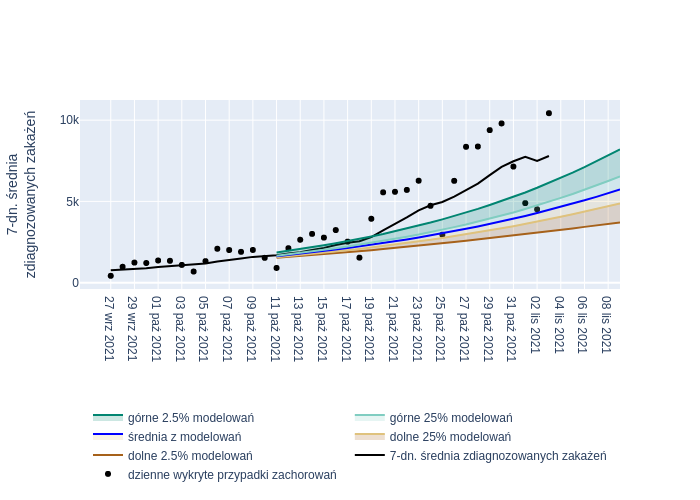 7-dn. średnia
zdiagnozowanych zakażeń
10k
5k
0
27 wrz 2021
29 wrz 2021
01 paź 2021
03 paź 2021
05 paź 2021
07 paź 2021
09 paź 2021
11 paź 2021
13 paź 2021
15 paź 2021
17 paź 2021
19 paź 2021
21 paź 2021
23 paź 2021
25 paź 2021
27 paź 2021
29 paź 2021
31 paź 2021
02 lis 2021
04 lis 2021
06 lis 2021
08 lis 2021
górne 2.5% modelowań
górne 25% modelowań
średnia z modelowań
dolne 25% modelowań
dolne 2.5% modelowań
7-dn. średnia zdiagnozowanych zakażeń
dzienne wykryte przypadki zachorowań